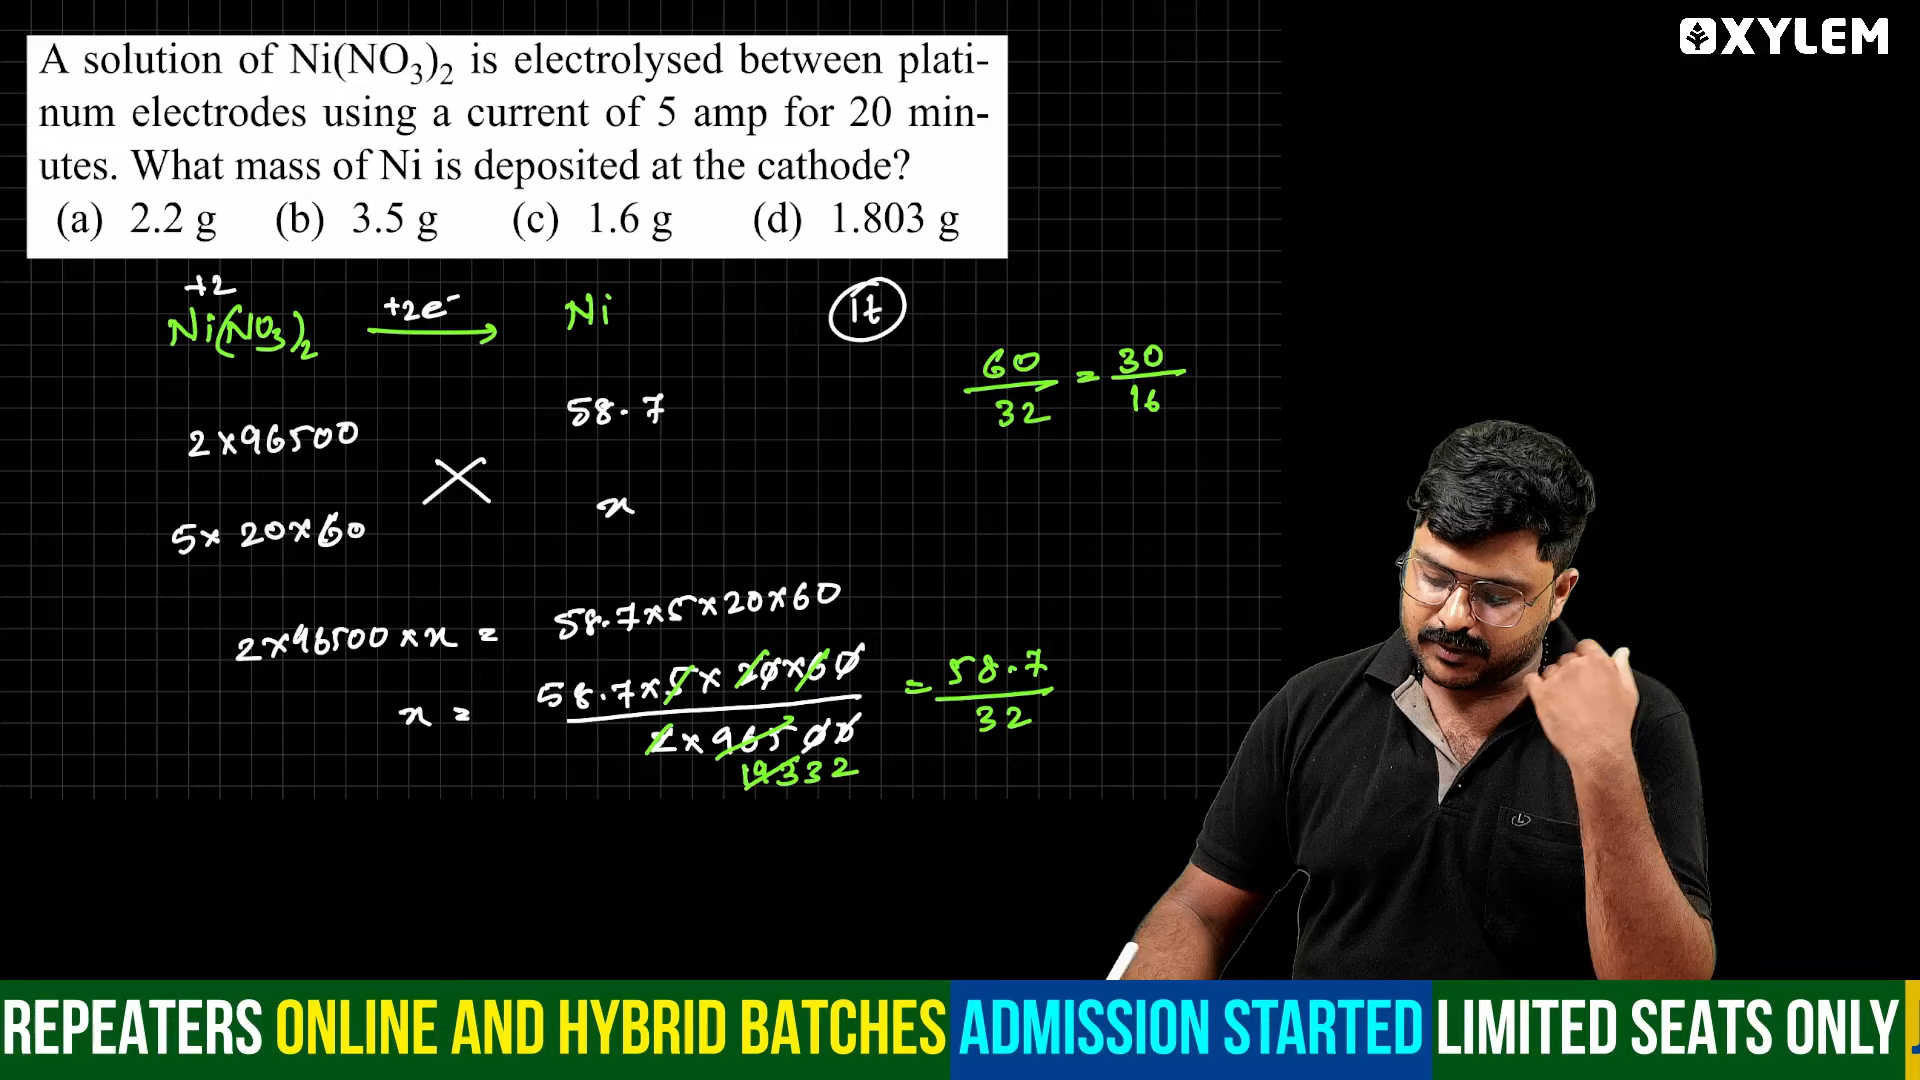 OXYLEM
A solution of Ni(NO₃)₂ is electrolysed between plati-
num electrodes using a current of 5 amp for 20 min-
utes. What mass of Ni is deposited at the cathode?
(a) 2.2 g (b) 3.5 g (c) 1.6 g (d) 1.803 g
+2
Ni(NO₃)₂ +2e⁻ → Ni
It
60/32 = 30/16
2×96500 58.7
5×20×60 x
2×96500×x = 58.7×5×20×60
x = 58.7×5×20×60 / 2×96500 = 58.7/32
193 32
REPEATERS ONLINE AND HYBRID BATCHES ADMISSION STARTED LIMITED SEATS ONLY